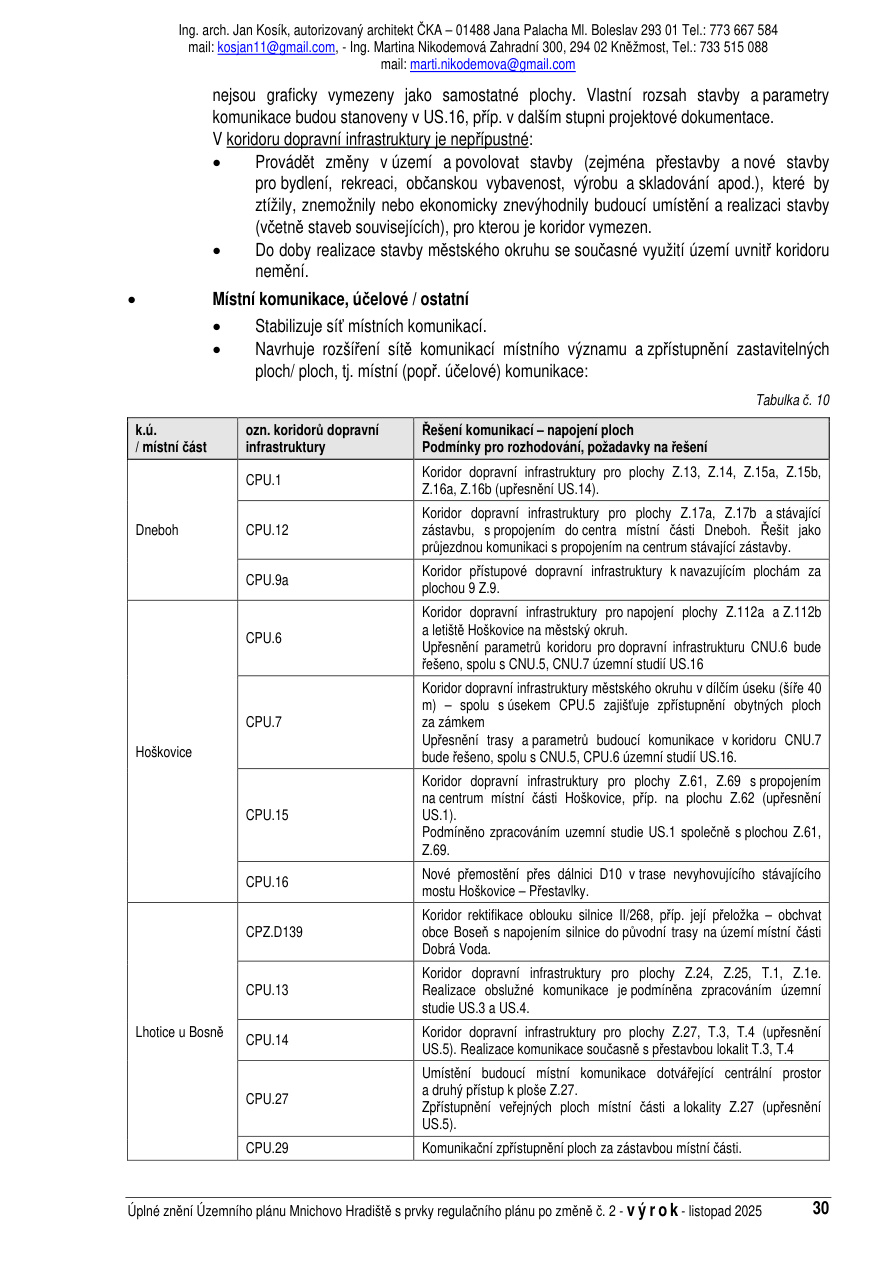 Ing. arch. Jan Kosík, autorizovaný architekt ČKA – 01488 Jana Palacha Ml. Boleslav 293 01 Tel.: 773 667 584
mail: kosjan11@gmail.com, - Ing. Martina Nikodemová Zahradní 300, 294 02 Kněžmost, Tel.: 733 515 088
mail: marti.nikodemova@gmail.com
nejsou graficky vymezeny jako samostatné plochy. Vlastní rozsah stavby a parametry
komunikace budou stanoveny v US.16, příp. v dalším stupni projektové dokumentace.
V koridoru dopravní infrastruktury je nepřípustné:
• Provádět změny v území a povolovat stavby (zejména přestavby a nové stavby
pro bydlení, rekreaci, občanskou vybavenost, výrobu a skladování apod.), které by
ztížily, znemožnily nebo ekonomicky znevýhodnily budoucí umístění a realizaci stavby
(včetně staveb souvisejících), pro kterou je koridor vymezen.
• Do doby realizace stavby městského okruhu se současné využití území uvnitř koridoru
nemění.
• Místní komunikace, účelové / ostatní
• Stabilizuje síť místních komunikací.
• Navrhuje rozšíření sítě komunikací místního významu a zpřístupnění zastavitelných
ploch/ ploch, tj. místní (popř. účelové) komunikace:
Tabulka č. 10
k.ú.
/ místní část
ozn. koridorů dopravní
infrastruktury
Řešení komunikací – napojení ploch
Podmínky pro rozhodování, požadavky na řešení
Dneboh
CPU.1
Koridor dopravní infrastruktury pro plochy Z.13, Z.14, Z.15a, Z.15b,
Z.16a, Z.16b (upřesnění US.14).
CPU.12
Koridor dopravní infrastruktury pro plochy Z.17a, Z.17b a stávající
zástavbu, s propojením do centra místní části Dneboh. Řešit jako
průjezdnou komunikaci s propojením na centrum stávající zástavby.
CPU.9a
Koridor přístupové dopravní infrastruktury k navazujícím plochám za
plochou 9 Z.9.
Hoškovice
CPU.6
Koridor dopravní infrastruktury pro napojení plochy Z.112a a Z.112b
a letiště Hoškovice na městský okruh.
Upřesnění parametrů koridoru pro dopravní infrastrukturu CNU.6 bude
řešeno, spolu s CNU.5, CNU.7 územní studií US.16
CPU.7
Koridor dopravní infrastruktury městského okruhu v dílčím úseku (šíře 40
m) – spolu s úsekem CPU.5 zajišťuje zpřístupnění obytných ploch
za zámkem
Upřesnění trasy a parametrů budoucí komunikace v koridoru CNU.7
bude řešeno, spolu s CNU.5, CPU.6 územní studií US.16.
CPU.15
Koridor dopravní infrastruktury pro plochy Z.61, Z.69 s propojením
na centrum místní části Hoškovice, příp. na plochu Z.62 (upřesnění
US.1).
Podmíněno zpracováním uzemní studie US.1 společně s plochou Z.61,
Z.69.
CPU.16
Nové přemostění přes dálnici D10 v trase nevyhovujícího stávajícího
mostu Hoškovice – Přestavlky.
Lhotice u Bosně
CPZ.D139
Koridor rektifikace oblouku silnice II/268, příp. její přeložka – obchvat
obce Boseň s napojením silnice do původní trasy na území místní části
Dobrá Voda.
CPU.13
Koridor dopravní infrastruktury pro plochy Z.24, Z.25, T.1, Z.1e.
Realizace obslužné komunikace je podmíněna zpracováním územní
studie US.3 a US.4.
CPU.14
Koridor dopravní infrastruktury pro plochy Z.27, T.3, T.4 (upřesnění
US.5). Realizace komunikace současně s přestavbou lokalit T.3, T.4
CPU.27
Umístění budoucí místní komunikace dotvářející centrální prostor
a druhý přístup k ploše Z.27.
Zpřístupnění veřejných ploch místní části a lokality Z.27 (upřesnění
US.5).
CPU.29
Komunikační zpřístupnění ploch za zástavbou místní části.
Úplné znění Územního plánu Mnichovo Hradiště s prvky regulačního plánu po změně č. 2 - v ý r o k - listopad 2025 30